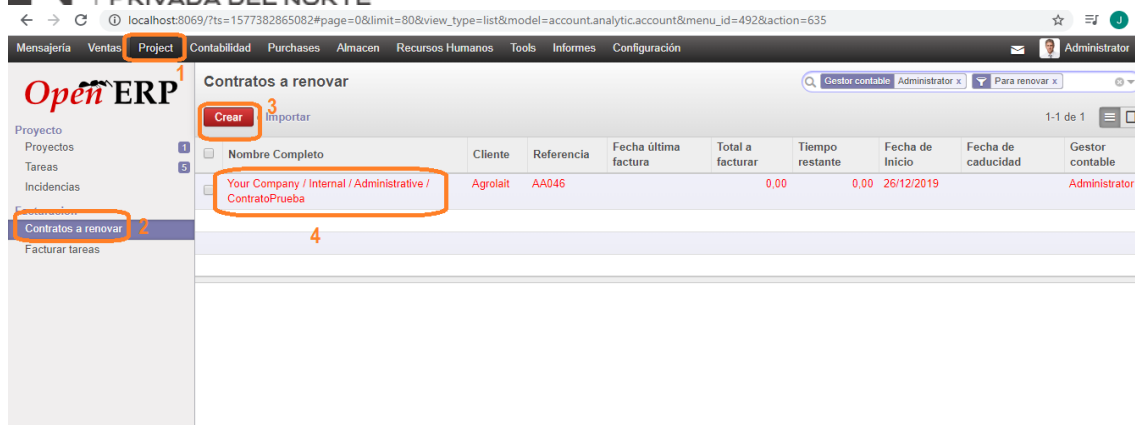 PRIVADA DEL NORTE
localhost:8069/?ts=1577382865082#page=0&limit=80&view_type=list&model=account.analytic.account&menu_id=492&action=635
J
Mensajería Ventas Project Contabilidad Purchases Almacen Recursos Humanos Tools Informes Configuración Administrator
1
Open ERP
Contratos a renovar
Gestor contable Administrator x Para renovar x
3
Crear Importar
1-1 de 1
Proyecto
Proyectos 1
Tareas 5
Incidencias
Facturación
Contratos a renovar 2
Facturar tareas
Nombre Completo Cliente Referencia Fecha última factura Total a facturar Tiempo restante Fecha de Inicio Fecha de caducidad Gestor contable
Your Company / Internal / Administrative / ContratoPrueba Agrolait AA046 0,00 0,00 26/12/2019 Administrator
4